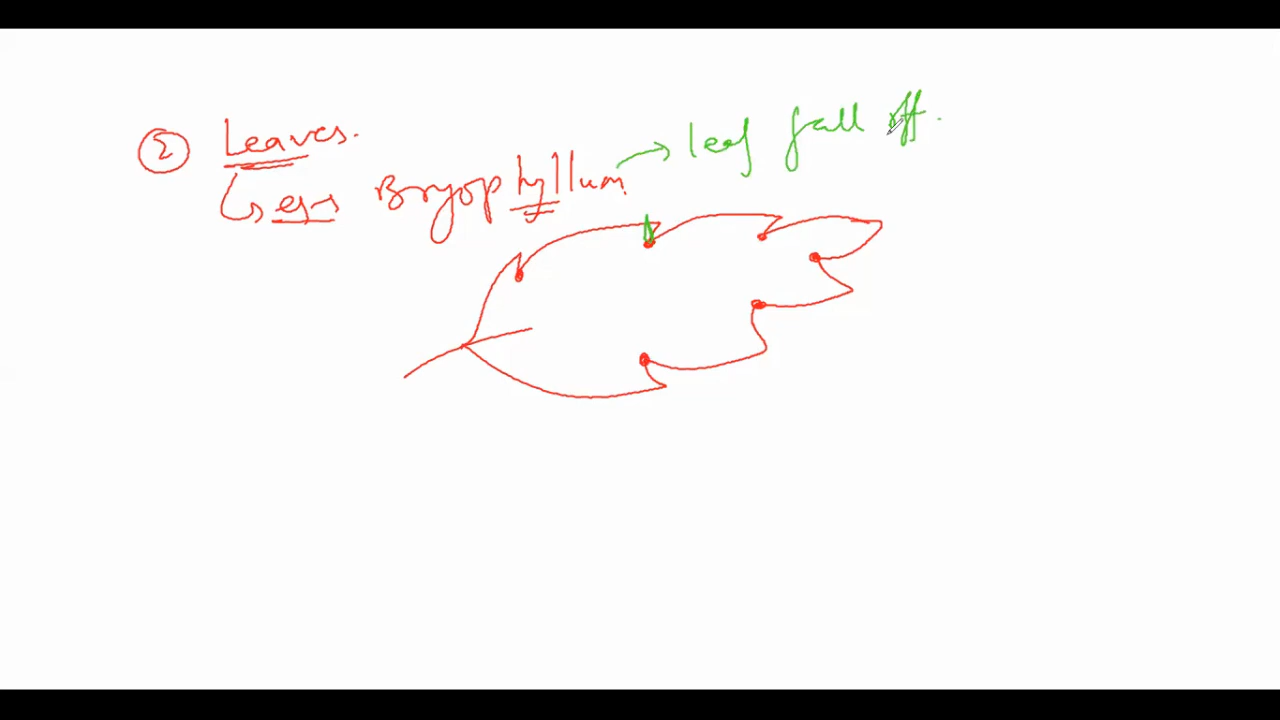 ② Leaves.
eg:- Bryophyllum → leaf fall off.